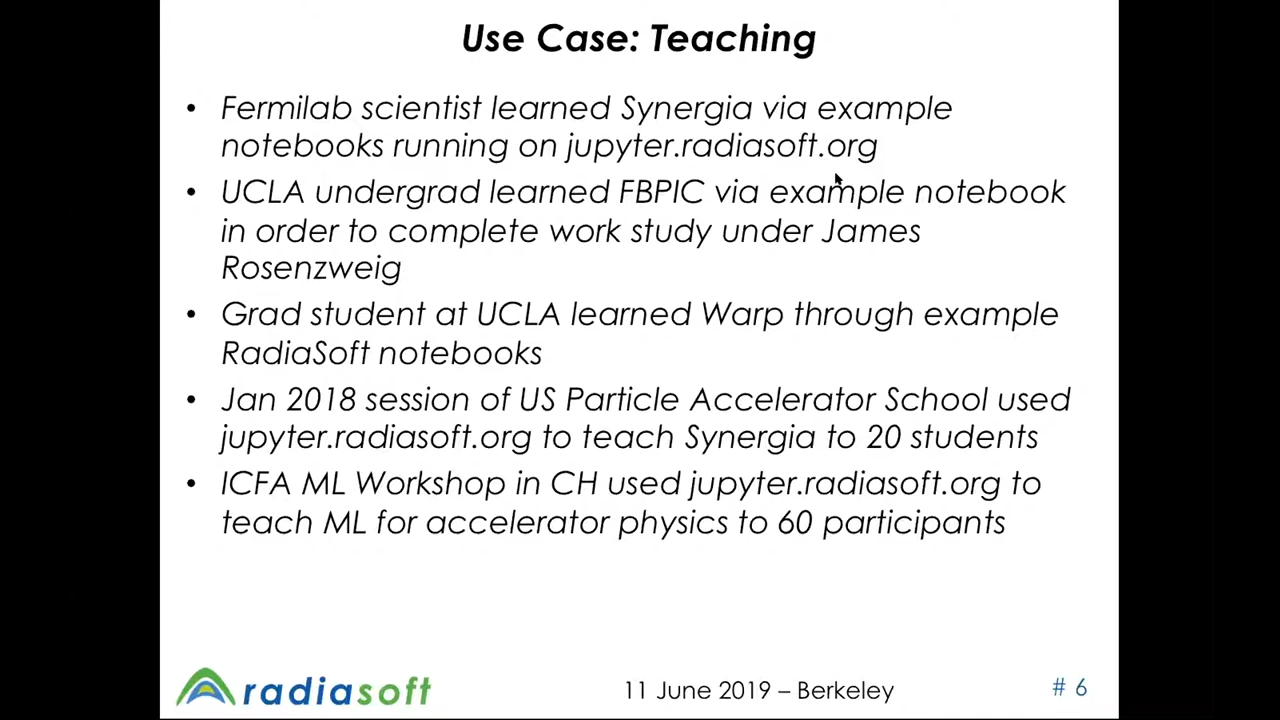 Use Case: Teaching
• Fermilab scientist learned Synergia via example
notebooks running on jupyter.radiasoft.org
• UCLA undergrad learned FBPIC via example notebook
in order to complete work study under James
Rosenzweig
• Grad student at UCLA learned Warp through example
RadiaSoft notebooks
• Jan 2018 session of US Particle Accelerator School used
jupyter.radiasoft.org to teach Synergia to 20 students
• ICFA ML Workshop in CH used jupyter.radiasoft.org to
teach ML for accelerator physics to 60 participants
radiasoft
11 June 2019 – Berkeley
# 6